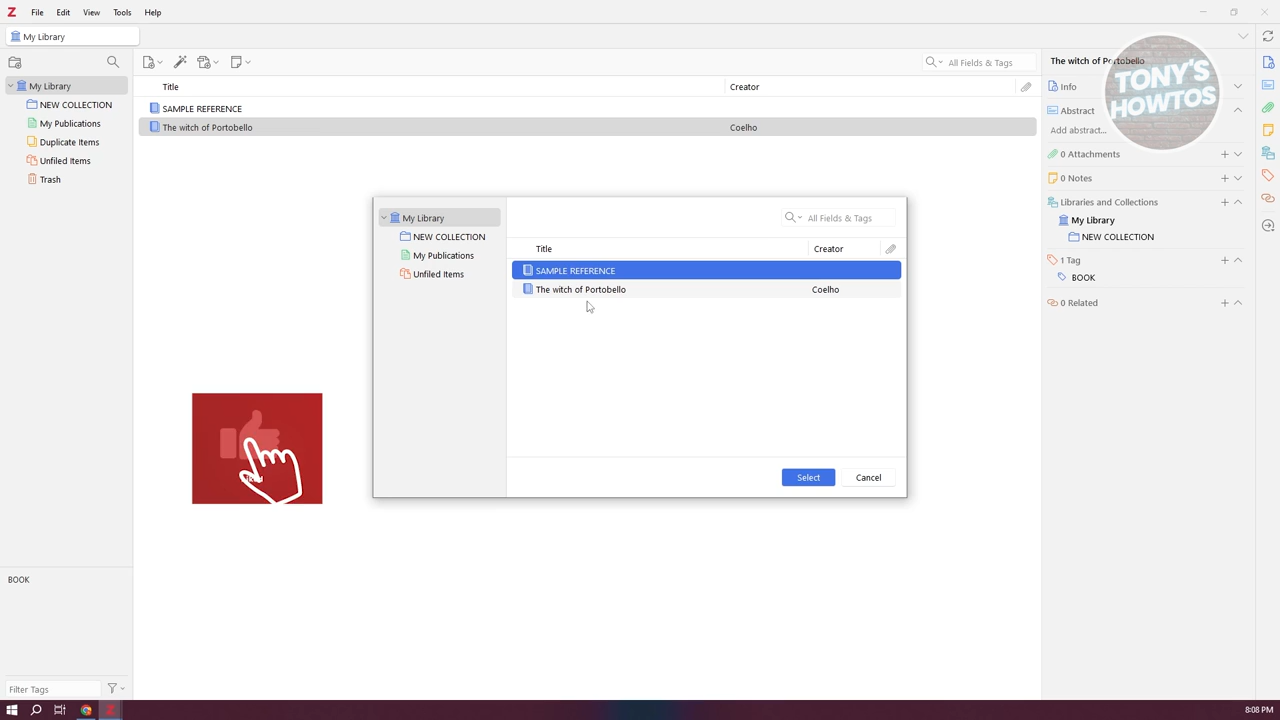 Z File Edit View Tools Help
My Library
All Fields & Tags
The witch of Portobello
TONY'S
HOWTOS
My Library
NEW COLLECTION
My Publications
Duplicate Items
Unfiled Items
Trash
Title Creator
SAMPLE REFERENCE
The witch of Portobello Coelho
Info
Abstract
Add abstract...
0 Attachments
0 Notes
Libraries and Collections
My Library
NEW COLLECTION
1 Tag
BOOK
0 Related
My Library
NEW COLLECTION
My Publications
Unfiled Items
All Fields & Tags
Title Creator
SAMPLE REFERENCE
The witch of Portobello Coelho
Select Cancel
BOOK
Filter Tags
Z
8:08 PM